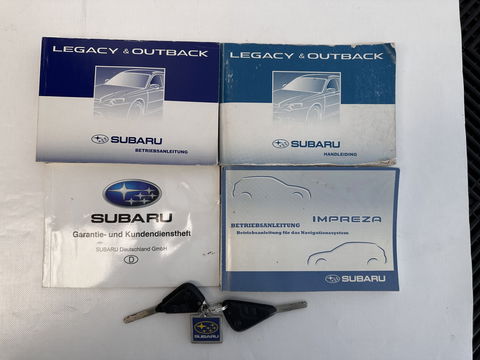 LEGACY & OUTBACK
SUBARU
BETRIEBSANLEITUNG
LEGACY & OUTBACK
SUBARU
HANDLEIDING
SUBARU
Garantie- und Kundendienstheft
SUBARU Deutschland GmbH
D
IMPREZA
BETRIEBSANLEITUNG
Betriebsanleitung für das Navigationssystem
SUBARU